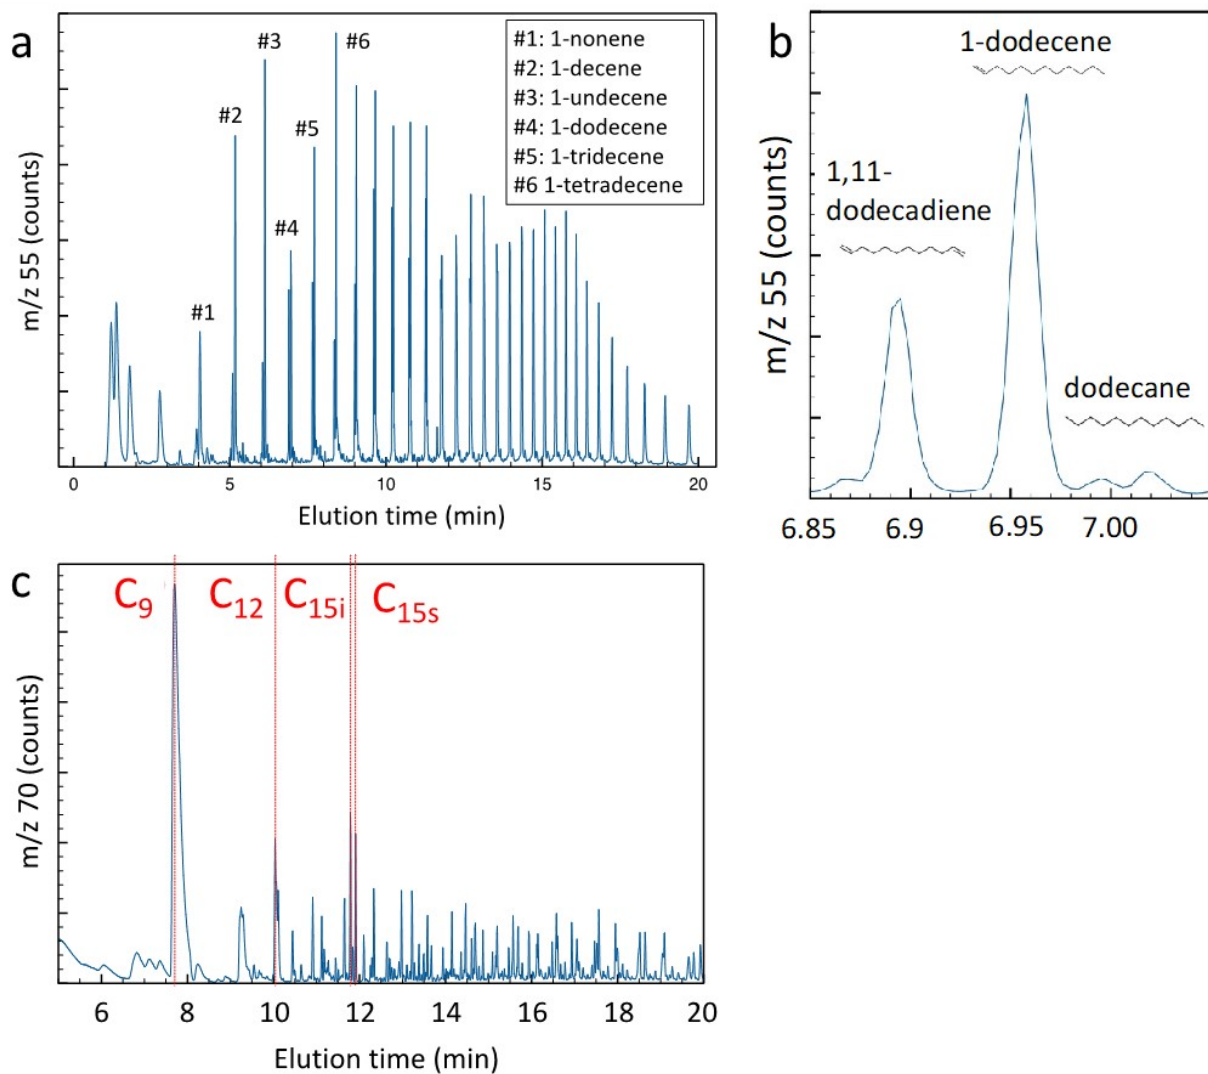 a
#1: 1-nonene
#2: 1-decene
#3: 1-undecene
#4: 1-dodecene
#5: 1-tridecene
#6 1-tetradecene
#1
#2
#3
#4
#5
#6
m/z 55 (counts)
0 5 10 15 20
Elution time (min)
b
1-dodecene
1,11-
dodecadiene
dodecane
m/z 55 (counts)
6.85 6.9 6.95 7.00
c
C9 C12 C15i C15s
m/z 70 (counts)
6 8 10 12 14 16 18 20
Elution time (min)